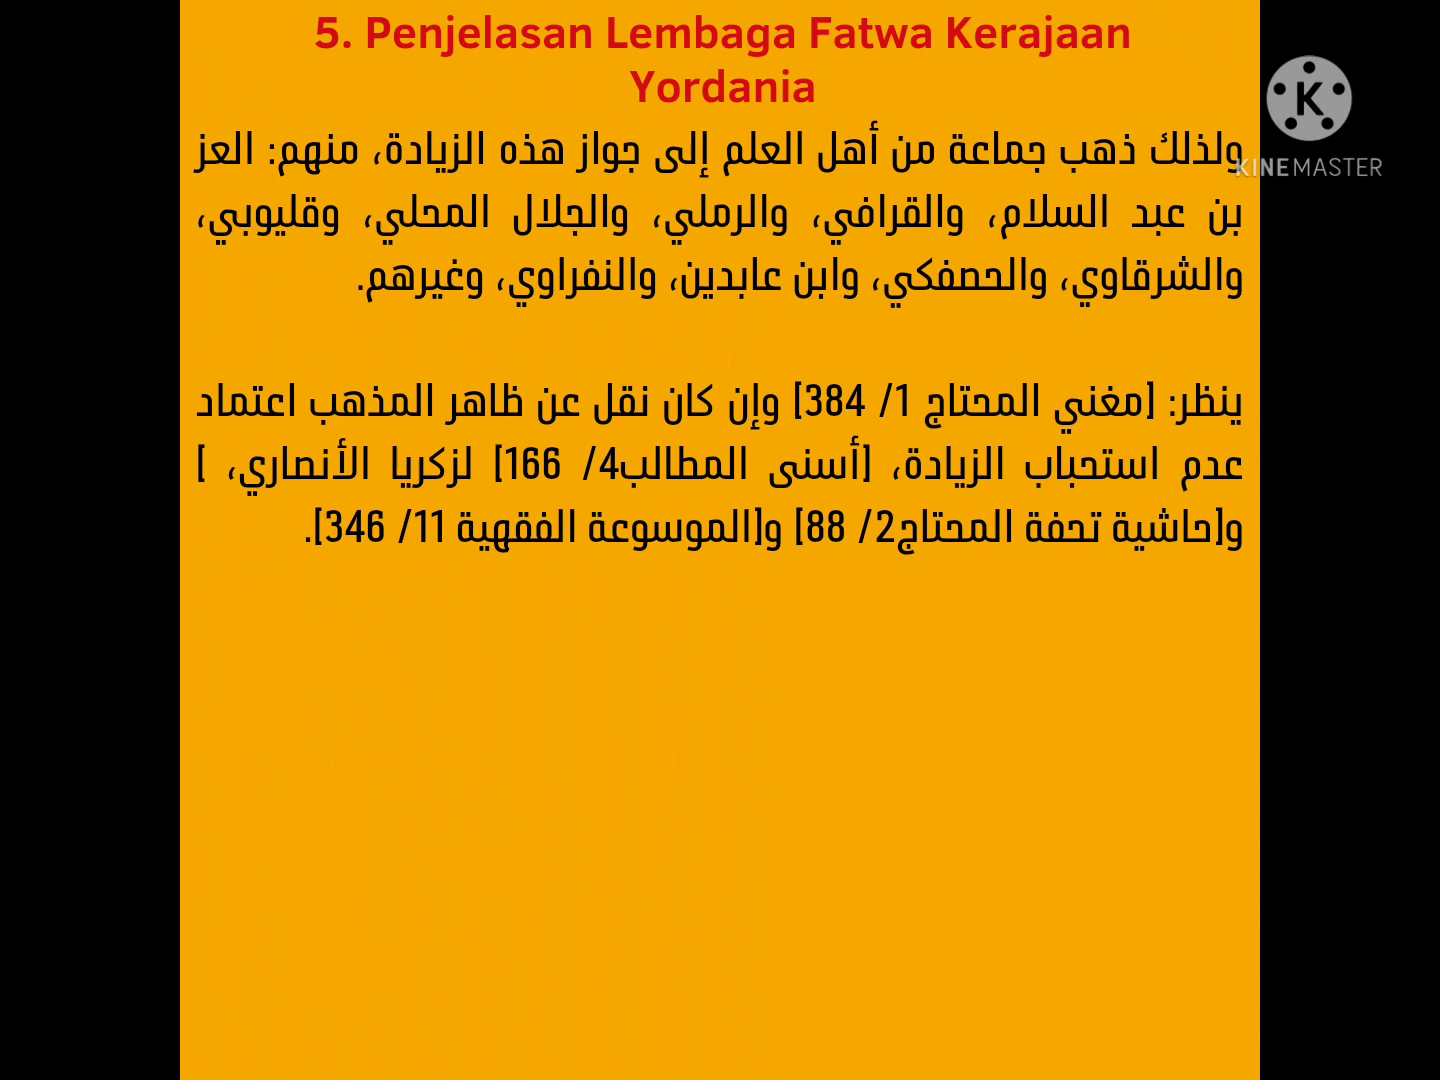 5. Penjelasan Lembaga Fatwa Kerajaan
Yordania
ولذلك ذهب جماعة من أهل العلم إلى جواز هذه الزيادة، منهم: العز
بن عبد السلام، والقرافي، والرملي، والجلال المحلي، وقليوبي،
والشرقاوي، والحصفكي، وابن عابدين، والنفراوي، وغيرهم.
ينظر: [مغني المحتاج 1/ 384] وإن كان نقل عن ظاهر المذهب اعتماد
عدم استحباب الزيادة، [أسنى المطالب4/ 166] لزكريا الأنصاري، [
و[حاشية تحفة المحتاج2/ 88] و[الموسوعة الفقهية 11/ 346].
K
KINEMASTER